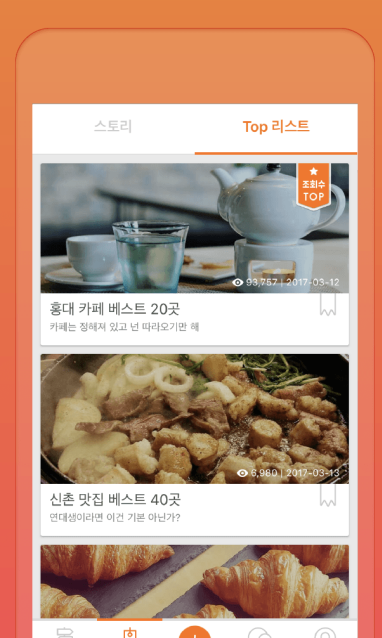 스토리
Top 리스트
조회수
TOP
93,757 | 2017-03-12
홍대 카페 베스트 20곳
카페는 정해져 있고 넌 따라오기만 해
6,980 | 2017-03-13
신촌 맛집 베스트 40곳
연대생이라면 이건 기본 아닌가?